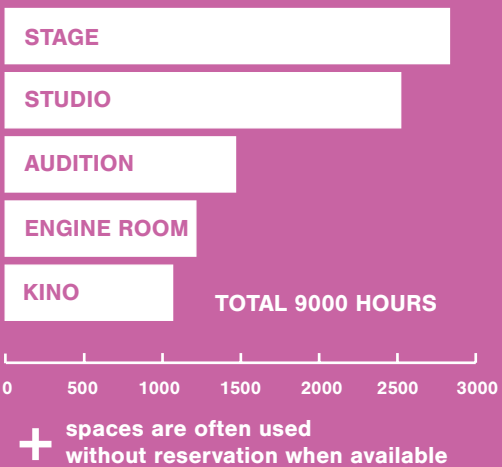 STAGE
STUDIO
AUDITION
ENGINE ROOM
KINO
TOTAL 9000 HOURS
0 500 1000 1500 2000 2500 3000
+ spaces are often used
without reservation when available